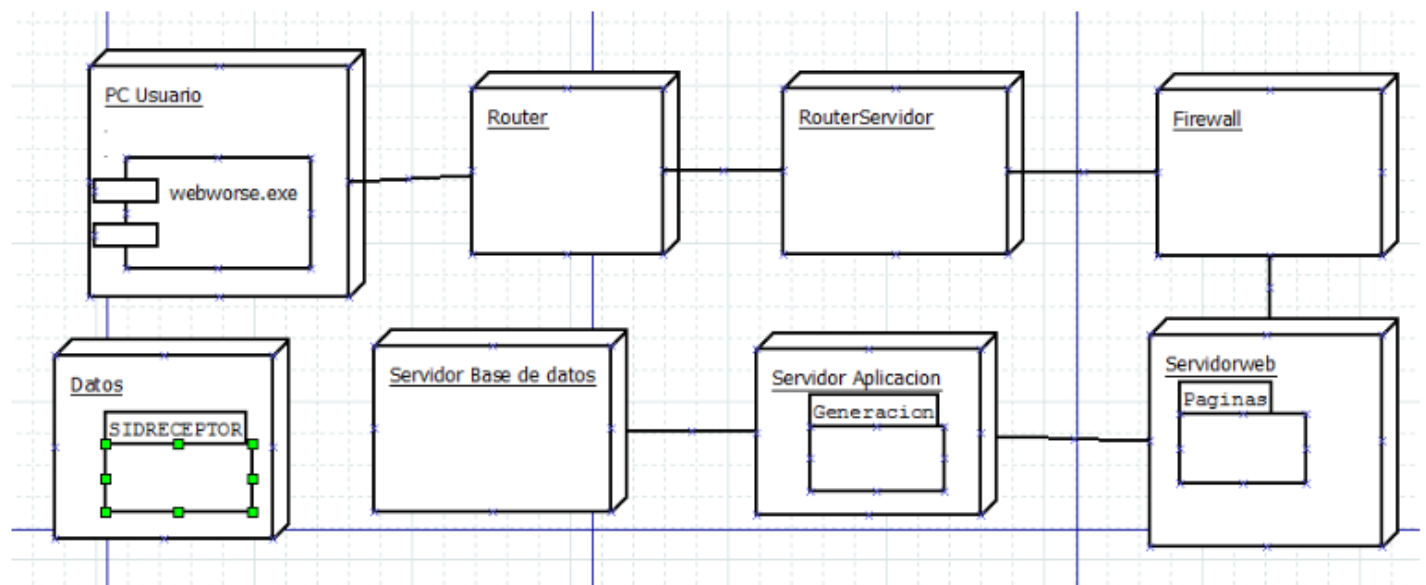 PC Usuario
webworse.exe
Router
RouterServidor
Firewall
Datos
SIDRECEPTOR
Servidor Base de datos
Servidor Aplicacion
Generacion
Servidorweb
Paginas